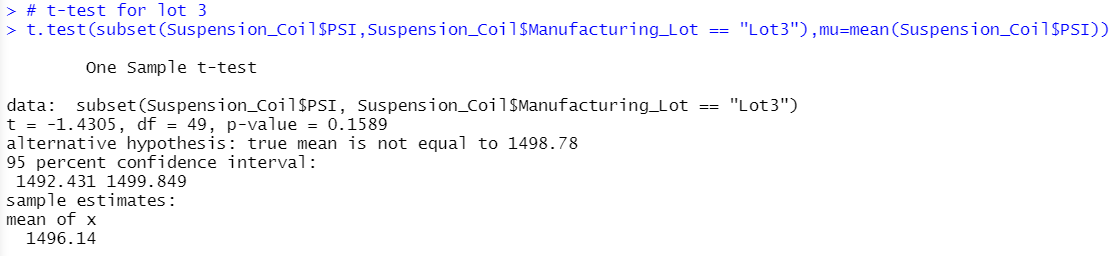 > # t-test for lot 3
> t.test(subset(Suspension_Coil$PSI,Suspension_Coil$Manufacturing_Lot == "Lot3"),mu=mean(Suspension_Coil$PSI))
One Sample t-test
data:  subset(Suspension_Coil$PSI, Suspension_Coil$Manufacturing_Lot == "Lot3")
t = -1.4305, df = 49, p-value = 0.1589
alternative hypothesis: true mean is not equal to 1498.78
95 percent confidence interval:
1492.431 1499.849
sample estimates:
mean of x
1496.14